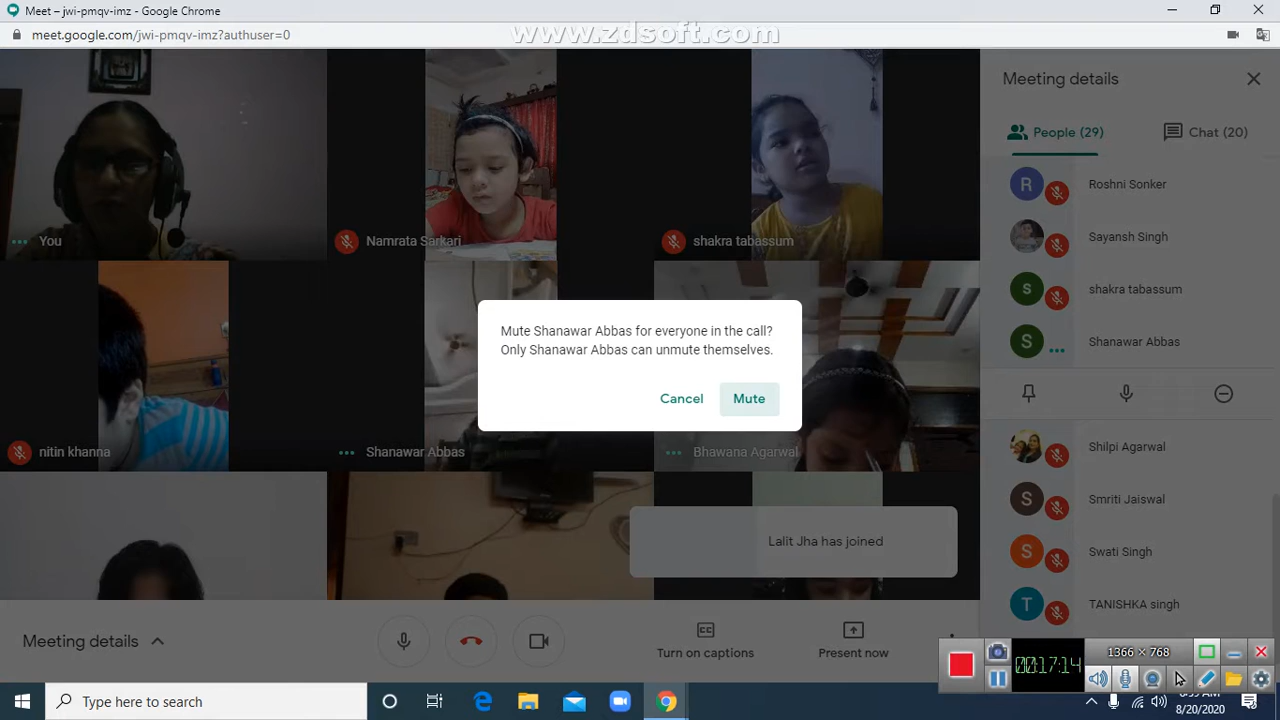 Meet – jwi-pmqv-imz - Google Chrome
meet.google.com/jwi-pmqv-imz?authuser=0
www.zdsoft.com
Meeting details
People (29)
Chat (20)
You
Namrata Sarkari
shakra tabassum
nitin khanna
Shanawar Abbas
Bhawana Agarwal
Mute Shanawar Abbas for everyone in the call?
Only Shanawar Abbas can unmute themselves.
Cancel
Mute
Lalit Jha has joined
R
Roshni Sonker
Sayansh Singh
s
shakra tabassum
S
Shanawar Abbas
Shilpi Agarwal
S
Smriti Jaiswal
S
Swati Singh
T
TANISHKA singh
Meeting details
Turn on captions
Present now
1366 × 768
00:17:14
Type here to search
8/20/2020